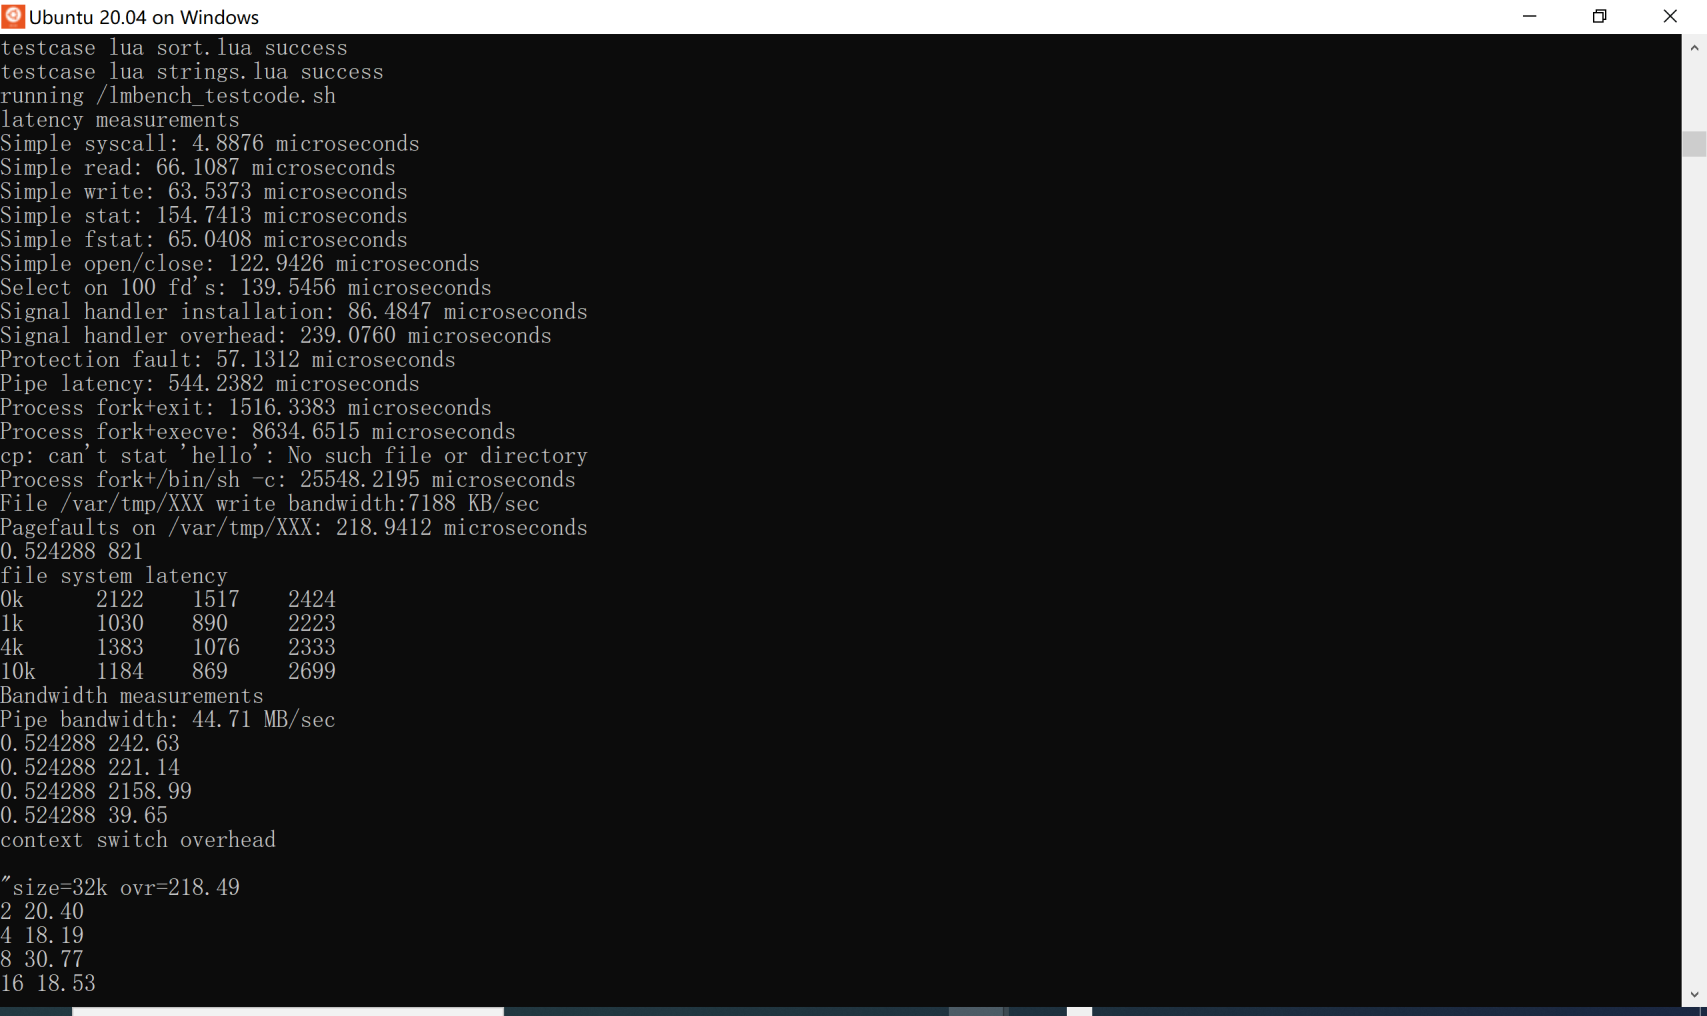 Ubuntu 20.04 on Windows
testcase lua sort.lua success
testcase lua strings.lua success
running /lmbench_testcode.sh
latency measurements
Simple syscall: 4.8876 microseconds
Simple read: 66.1087 microseconds
Simple write: 63.5373 microseconds
Simple stat: 154.7413 microseconds
Simple fstat: 65.0408 microseconds
Simple open/close: 122.9426 microseconds
Select on 100 fd's: 139.5456 microseconds
Signal handler installation: 86.4847 microseconds
Signal handler overhead: 239.0760 microseconds
Protection fault: 57.1312 microseconds
Pipe latency: 544.2382 microseconds
Process fork+exit: 1516.3383 microseconds
Process fork+execve: 8634.6515 microseconds
cp: can't stat 'hello': No such file or directory
Process fork+/bin/sh -c: 25548.2195 microseconds
File /var/tmp/XXX write bandwidth:7188 KB/sec
Pagefaults on /var/tmp/XXX: 218.9412 microseconds
0.524288 821
file system latency
0k 2122 1517 2424
1k 1030 890 2223
4k 1383 1076 2333
10k 1184 869 2699
Bandwidth measurements
Pipe bandwidth: 44.71 MB/sec
0.524288 242.63
0.524288 221.14
0.524288 2158.99
0.524288 39.65
context switch overhead
"size=32k ovr=218.49
2 20.40
4 18.19
8 30.77
16 18.53